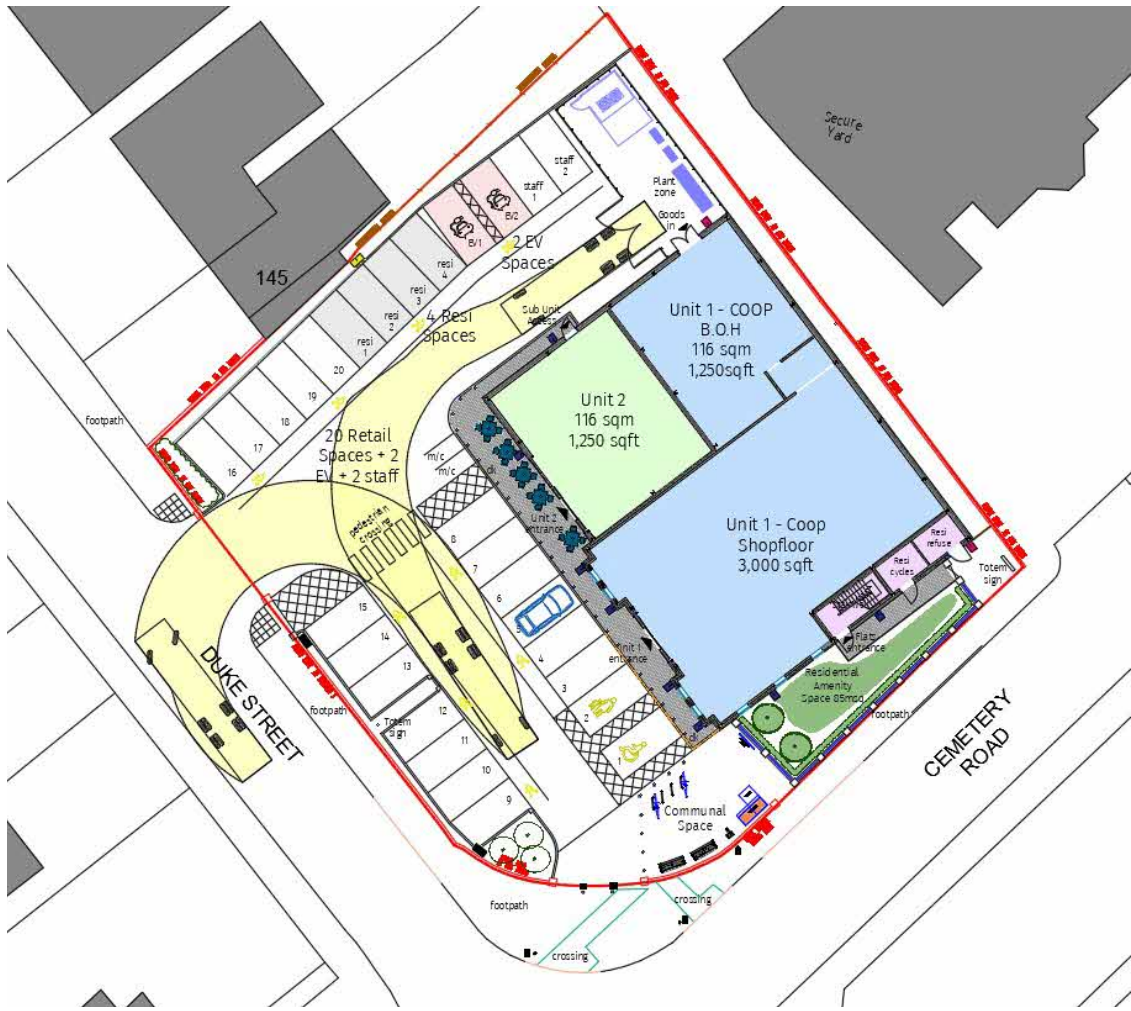 Secure
Yard
staff
2
staff
1
EV2
EV1
Plant
zone
Goods
in
2 EV
Spaces
145
resi
4
resi
3
resi
2
resi
1
4 Resi
Spaces
Sub Unit
Access
Unit 1 - COOP
B.O.H
116 sqm
1,250sqft
Unit 2
116 sqm
1,250 sqft
20
19
18
17
16
footpath
20 Retail
Spaces + 2
EV + 2 staff
m/c
m/c
pedestrian
crossing
Unit 2
entrance
Unit 1 - Coop
Shopfloor
3,000 sqft
Resi
refuse
Resi
cycles
Totem
sign
8
7
6
5
4
3
2
1
15
14
13
12
11
10
9
Unit 1
entrance
Flats
entrance
Residential
Amenity
Space 85msq
footpath
DUKE STREET
footpath
Totem
sign
CEMETERY
ROAD
Communal
Space
footpath
crossing
crossing